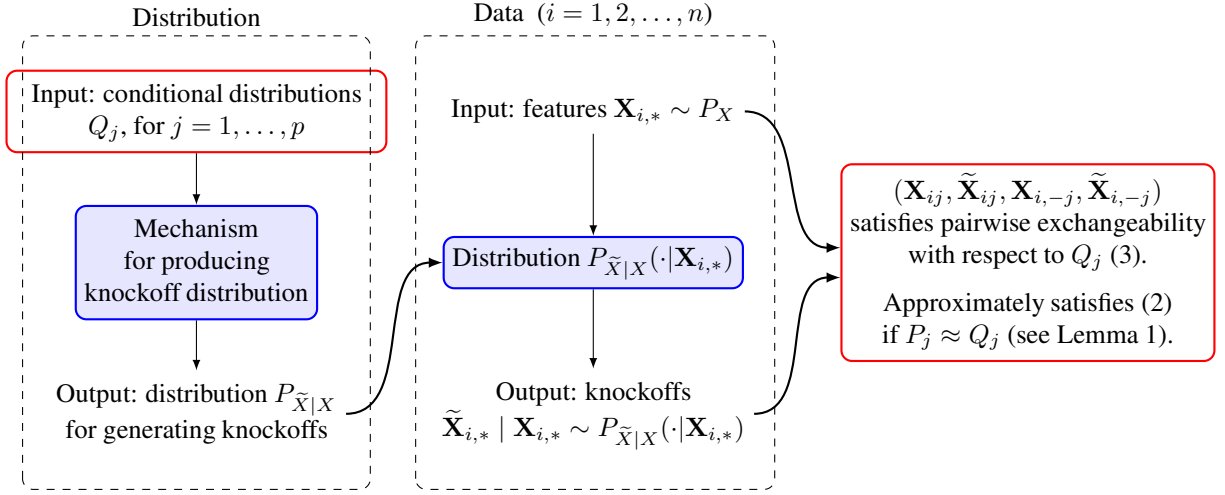 Distribution
Input: conditional distributions
Q_j, for j = 1, . . . , p
Mechanism
for producing
knockoff distribution
Output: distribution P_{X̃|X}
for generating knockoffs
Data (i = 1, 2, . . . , n)
Input: features X_{i,∗} ∼ P_X
Distribution P_{X̃|X}(·|X_{i,∗})
Output: knockoffs
X̃_{i,∗} | X_{i,∗} ∼ P_{X̃|X}(·|X_{i,∗})
(X_{ij}, X̃_{ij}, X_{i,−j}, X̃_{i,−j})
satisfies pairwise exchangeability
with respect to Q_j (3).
Approximately satisfies (2)
if P_j ≈ Q_j (see Lemma 1).